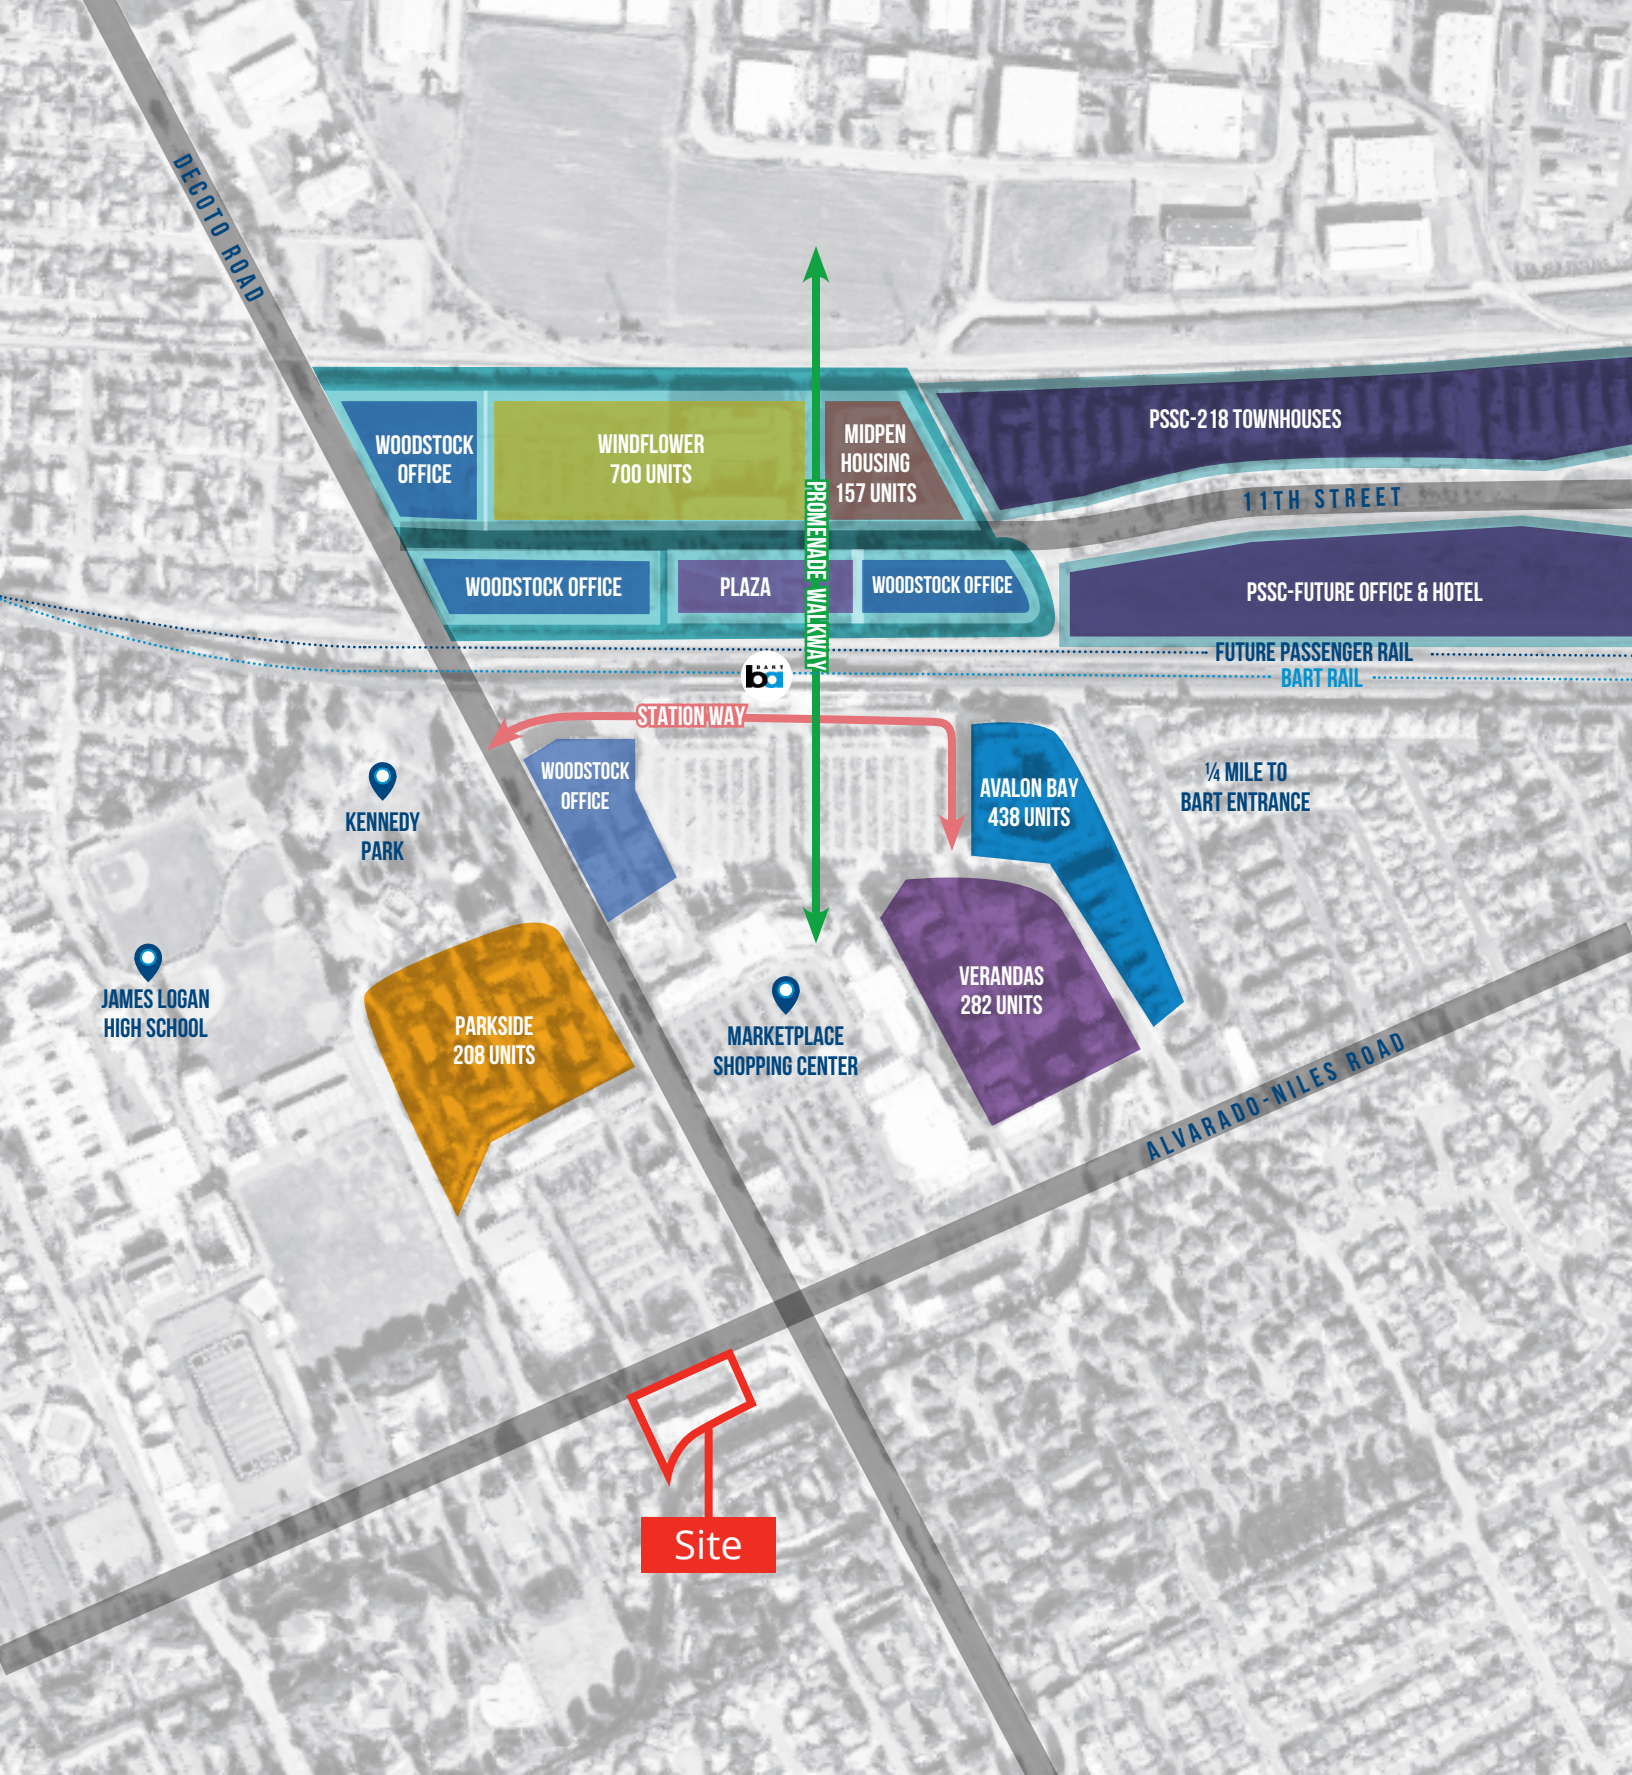 DECOTO ROAD
WOODSTOCK
OFFICE
WINDFLOWER
700 UNITS
MIDPEN
HOUSING
157 UNITS
PSSC-218 TOWNHOUSES
11TH STREET
PROMENADE WALKWAY
WOODSTOCK OFFICE
PLAZA
WOODSTOCK OFFICE
PSSC-FUTURE OFFICE & HOTEL
FUTURE PASSENGER RAIL
BART RAIL
BART
ba
STATION WAY
WOODSTOCK
OFFICE
AVALON BAY
438 UNITS
¼ MILE TO
BART ENTRANCE
KENNEDY
PARK
JAMES LOGAN
HIGH SCHOOL
PARKSIDE
208 UNITS
MARKETPLACE
SHOPPING CENTER
VERANDAS
282 UNITS
ALVARADO-NILES ROAD
Site